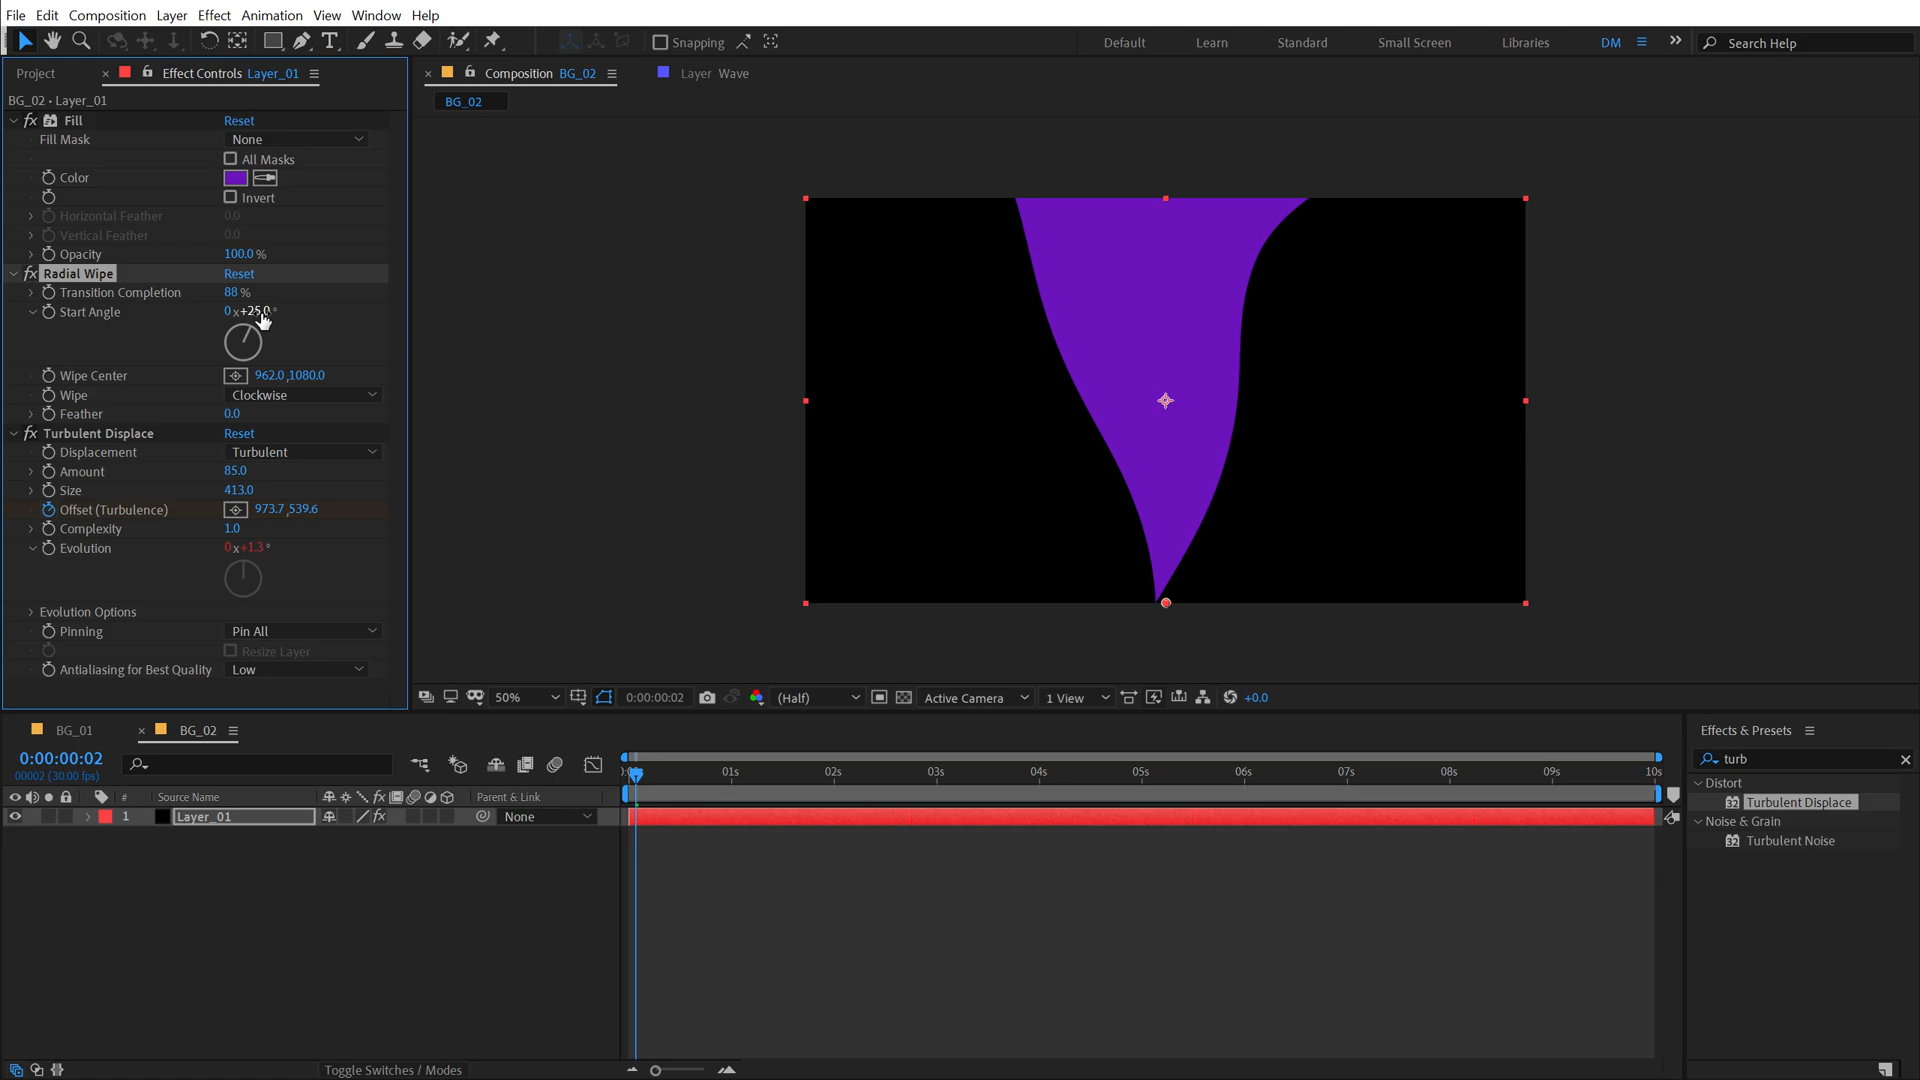 File Edit Composition Layer Effect Animation View Window Help
Snapping Default Learn Standard Small Screen Libraries DM Search Help
Project Effect Controls Layer_01
BG_02 • Layer_01
Fill Reset
Fill Mask None
All Masks
Color
Invert
Horizontal Feather 0.0
Vertical Feather 0.0
Opacity 100.0 %
Radial Wipe Reset
Transition Completion 88 %
Start Angle 0 x +25.0 °
Wipe Center 962.0 ,1080.0
Wipe Clockwise
Feather 0.0
Turbulent Displace Reset
Displacement Turbulent
Amount 85.0
Size 413.0
Offset (Turbulence) 973.7 ,539.6
Complexity 1.0
Evolution 0 x +1.3 °
Evolution Options
Pinning Pin All
Resize Layer
Antialiasing for Best Quality Low
Composition BG_02 Layer Wave
BG_02
50% 0:00:00:02 (Half) Active Camera 1 View +0.0
BG_01 BG_02
0:00:00:02
00002 (30.00 fps)
01s 02s 03s 04s 05s 06s 07s 08s 09s 10s
# Source Name Parent & Link
1 Layer_01 None
Toggle Switches / Modes
Effects & Presets
turb
Distort
32 Turbulent Displace
Noise & Grain
32 Turbulent Noise